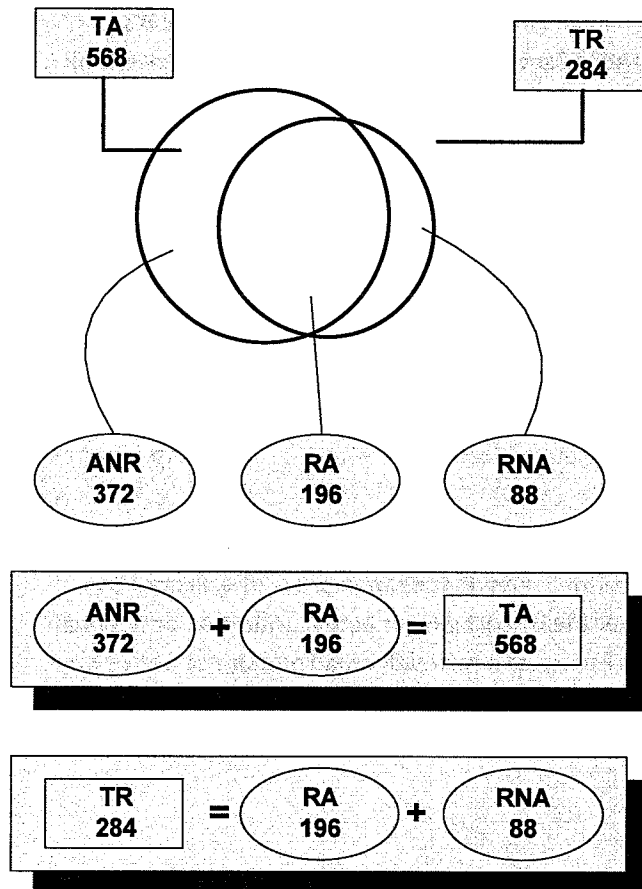 TA
568
TR
284
ANR
372
RA
196
RNA
88
ANR
372
+
RA
196
=
TA
568
TR
284
=
RA
196
+
RNA
88